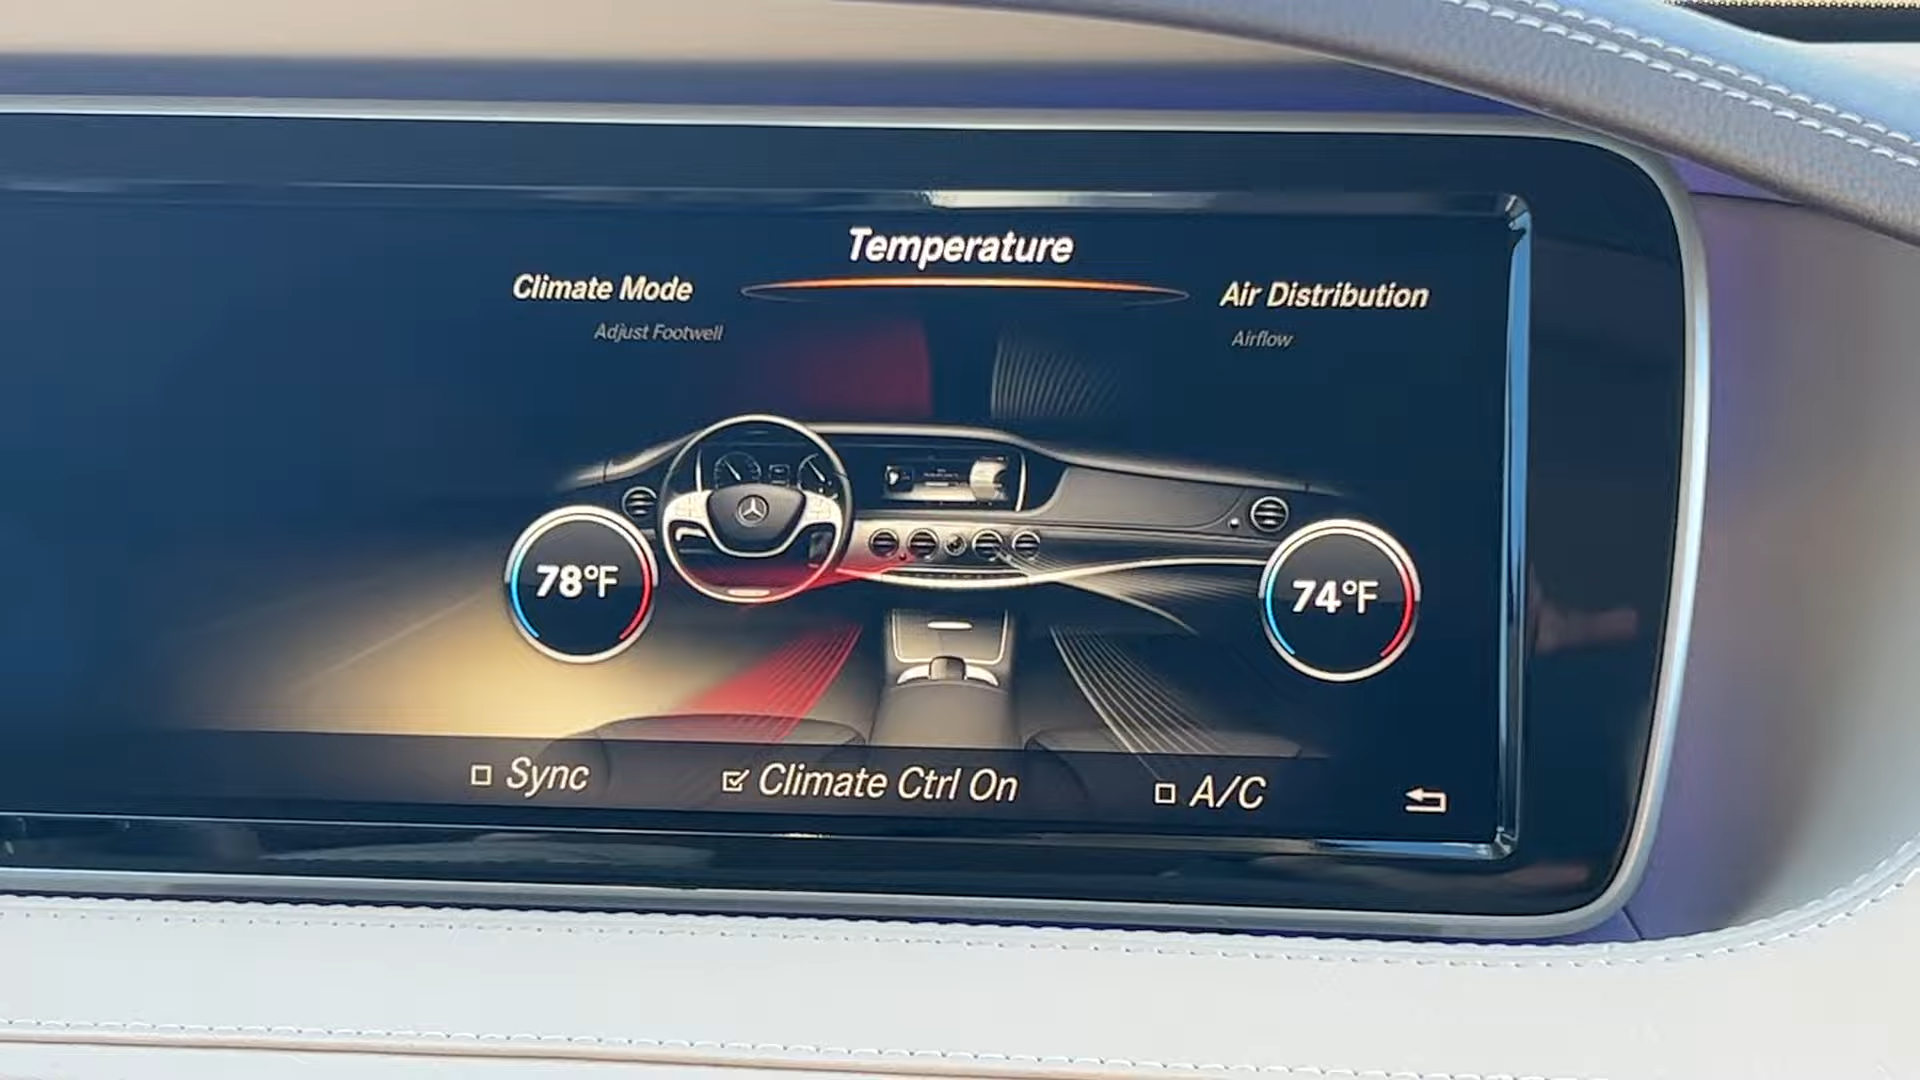 Temperature
Climate Mode
Air Distribution
Adjust Footwell
Airflow
78°F
74°F
Sync
Climate Ctrl On
A/C